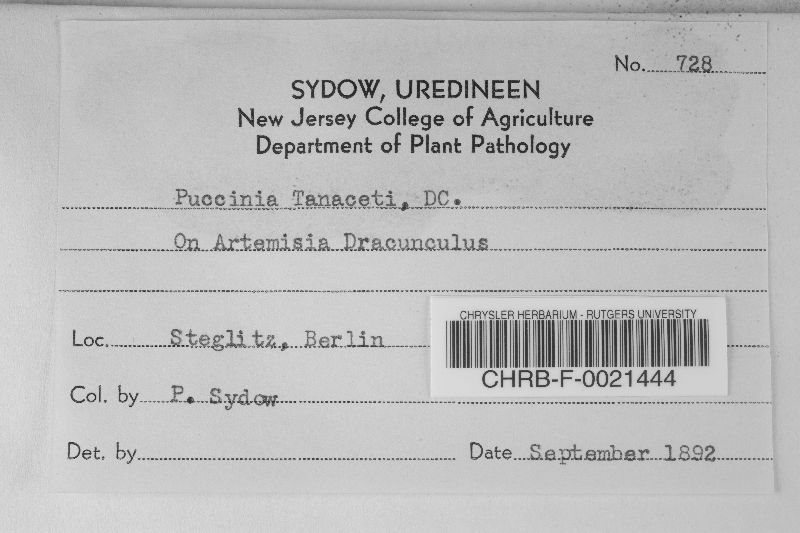 No. 728
SYDOW, UREDINEEN
New Jersey College of Agriculture
Department of Plant Pathology
Puccinia Tanaceti, DC.
On Artemisia Dracunculus
Loc. Steglitz, Berlin
CHRYSLER HERBARIUM - RUTGERS UNIVERSITY
CHRB-F-0021444
Col. by P. Sydow
Det. by
Date September 1892